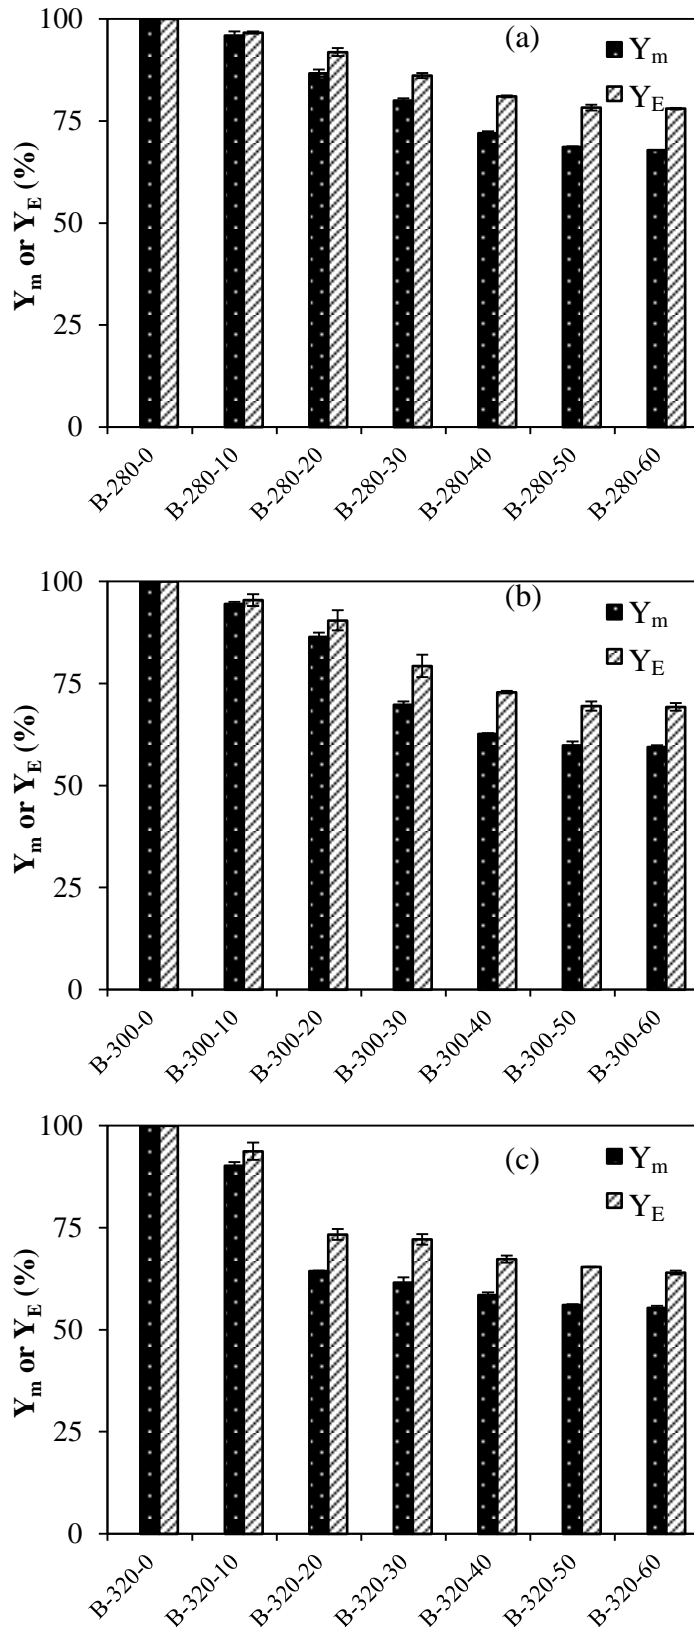 100
75
50
25
0
Y_m or Y_E (%)
(a)
Y_m
Y_E
B-280-0
B-280-10
B-280-20
B-280-30
B-280-40
B-280-50
B-280-60
100
75
50
25
0
Y_m or Y_E (%)
(b)
Y_m
Y_E
B-300-0
B-300-10
B-300-20
B-300-30
B-300-40
B-300-50
B-300-60
100
75
50
25
0
Y_m or Y_E (%)
(c)
Y_m
Y_E
B-320-0
B-320-10
B-320-20
B-320-30
B-320-40
B-320-50
B-320-60